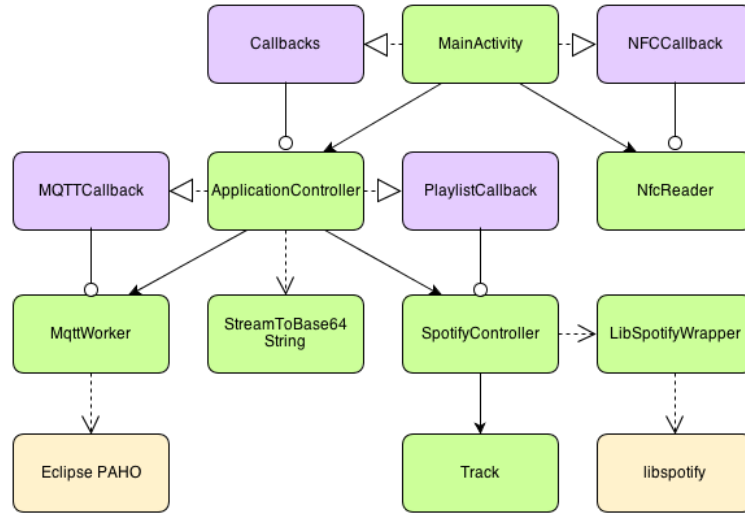 Callbacks
MainActivity
NFCCallback
MQTTCallback
ApplicationController
PlaylistCallback
NfcReader
MqttWorker
StreamToBase64
String
SpotifyController
LibSpotifyWrapper
Eclipse PAHO
Track
libspotify